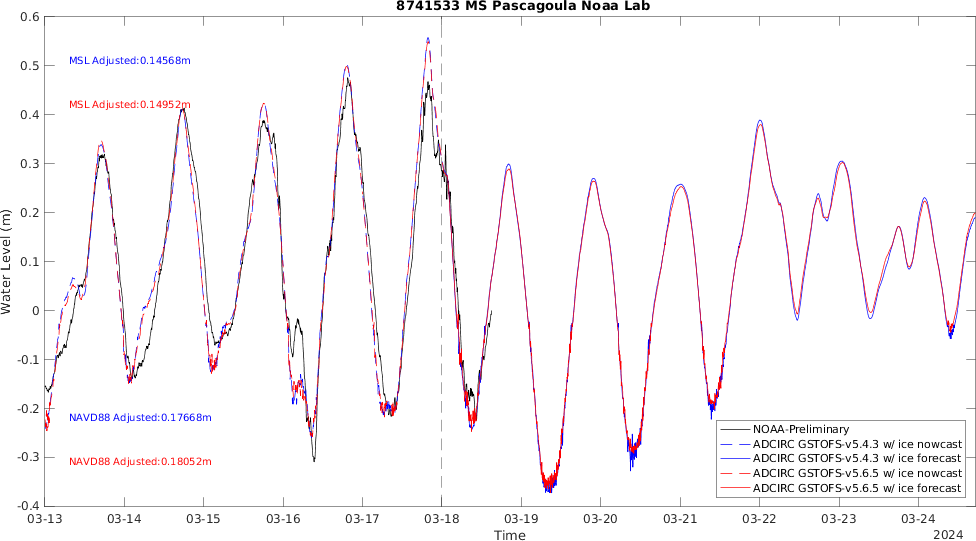 8741533 MS Pascagoula Noaa Lab
0.6
0.5
0.4
0.3
0.2
0.1
0
-0.1
-0.2
-0.3
-0.4
Water Level (m)
MSL Adjusted:0.14568m
MSL Adjusted:0.14952m
NAVD88 Adjusted:0.17668m
NAVD88 Adjusted:0.18052m
NOAA-Preliminary
ADCIRC GSTOFS-v5.4.3 w/ ice nowcast
ADCIRC GSTOFS-v5.4.3 w/ ice forecast
ADCIRC GSTOFS-v5.6.5 w/ ice nowcast
ADCIRC GSTOFS-v5.6.5 w/ ice forecast
03-13 03-14 03-15 03-16 03-17 03-18 03-19 03-20 03-21 03-22 03-23 03-24
Time
2024